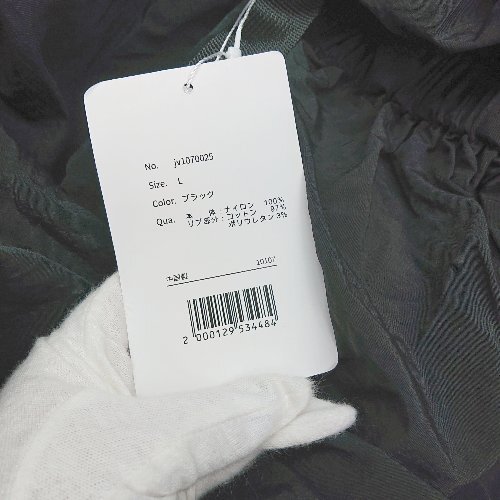 No. jv1070025
Size. L
Color. ブラック
Qua. 本 体:ナイロン 100%
リブ部分:コットン 97%
ポリウレタン 3%
2 000129 534484